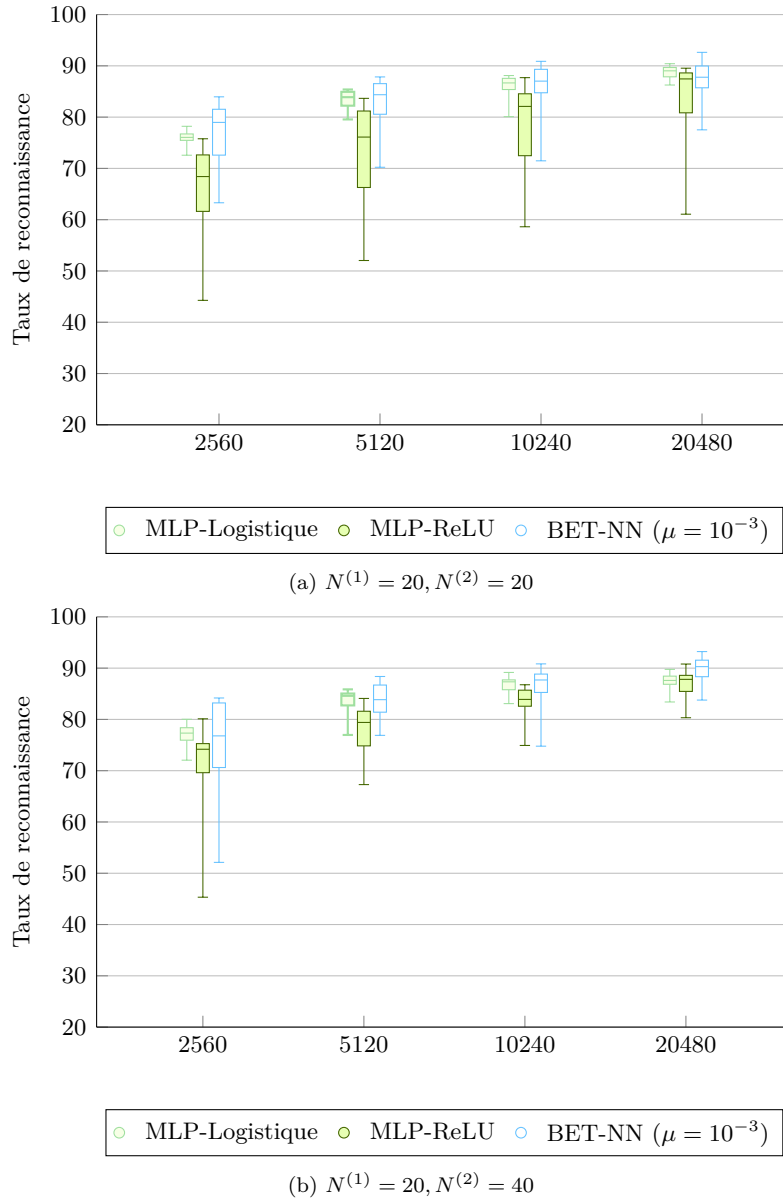 100
90
80
70
60
50
40
30
20
Taux de reconnaissance
2560 5120 10240 20480
MLP-Logistique MLP-ReLU BET-NN (μ = 10⁻³)
(a) N⁽¹⁾ = 20, N⁽²⁾ = 20
100
90
80
70
60
50
40
30
20
Taux de reconnaissance
2560 5120 10240 20480
MLP-Logistique MLP-ReLU BET-NN (μ = 10⁻³)
(b) N⁽¹⁾ = 20, N⁽²⁾ = 40